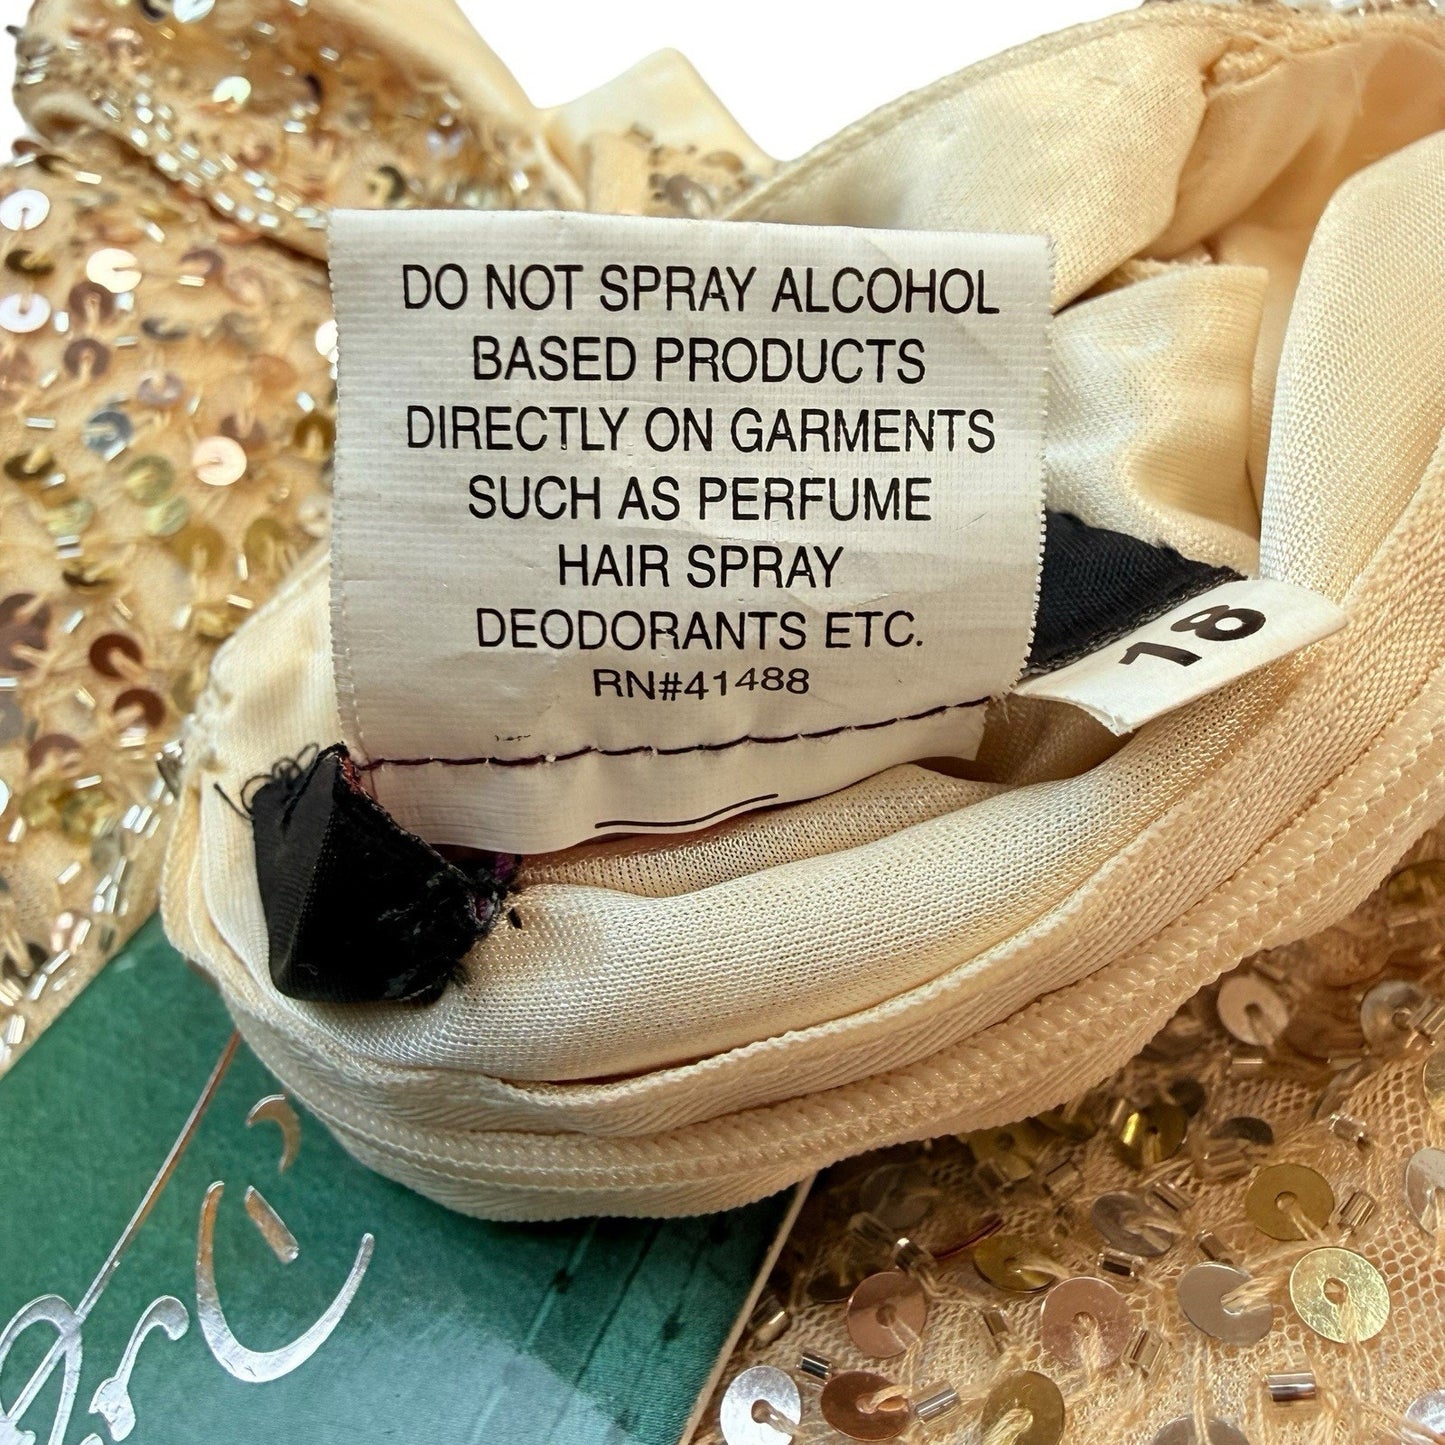 DO NOT SPRAY ALCOHOL
BASED PRODUCTS
DIRECTLY ON GARMENTS
SUCH AS PERFUME
HAIR SPRAY
DEODORANTS ETC.
RN#41488
18